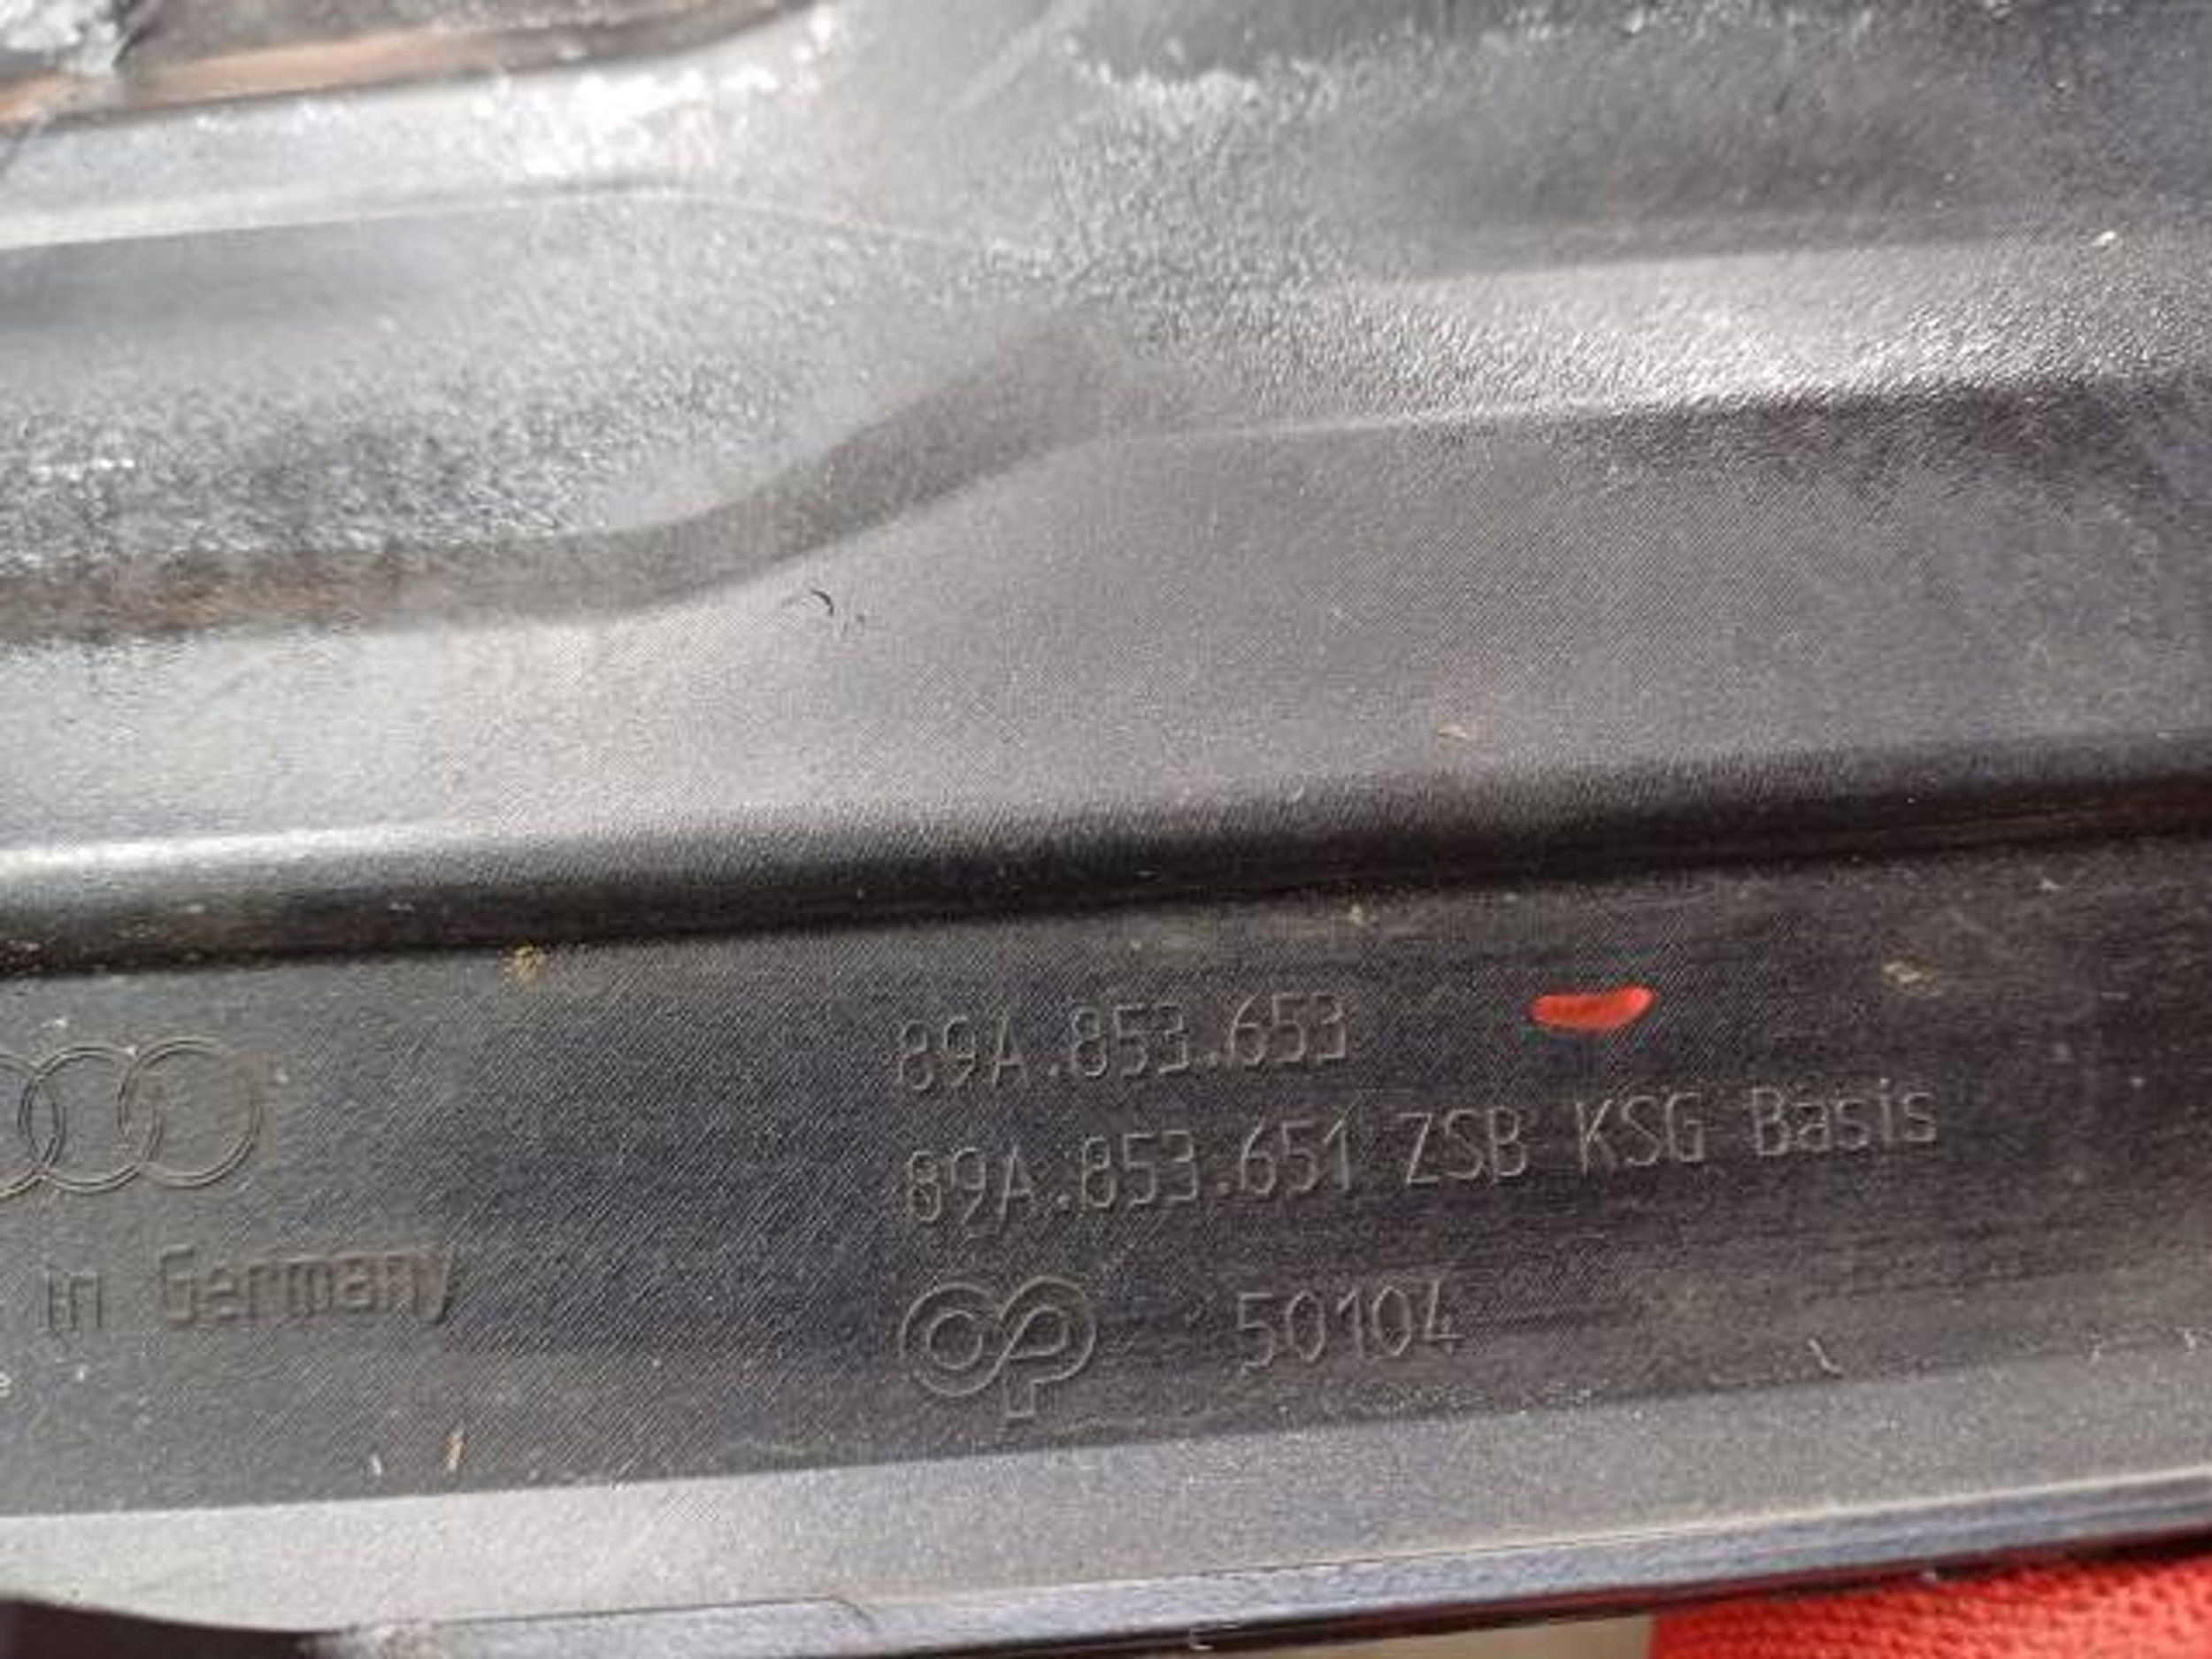 89A.853.653
89A.853.651 ZSB KSG Basis
in Germany
50104